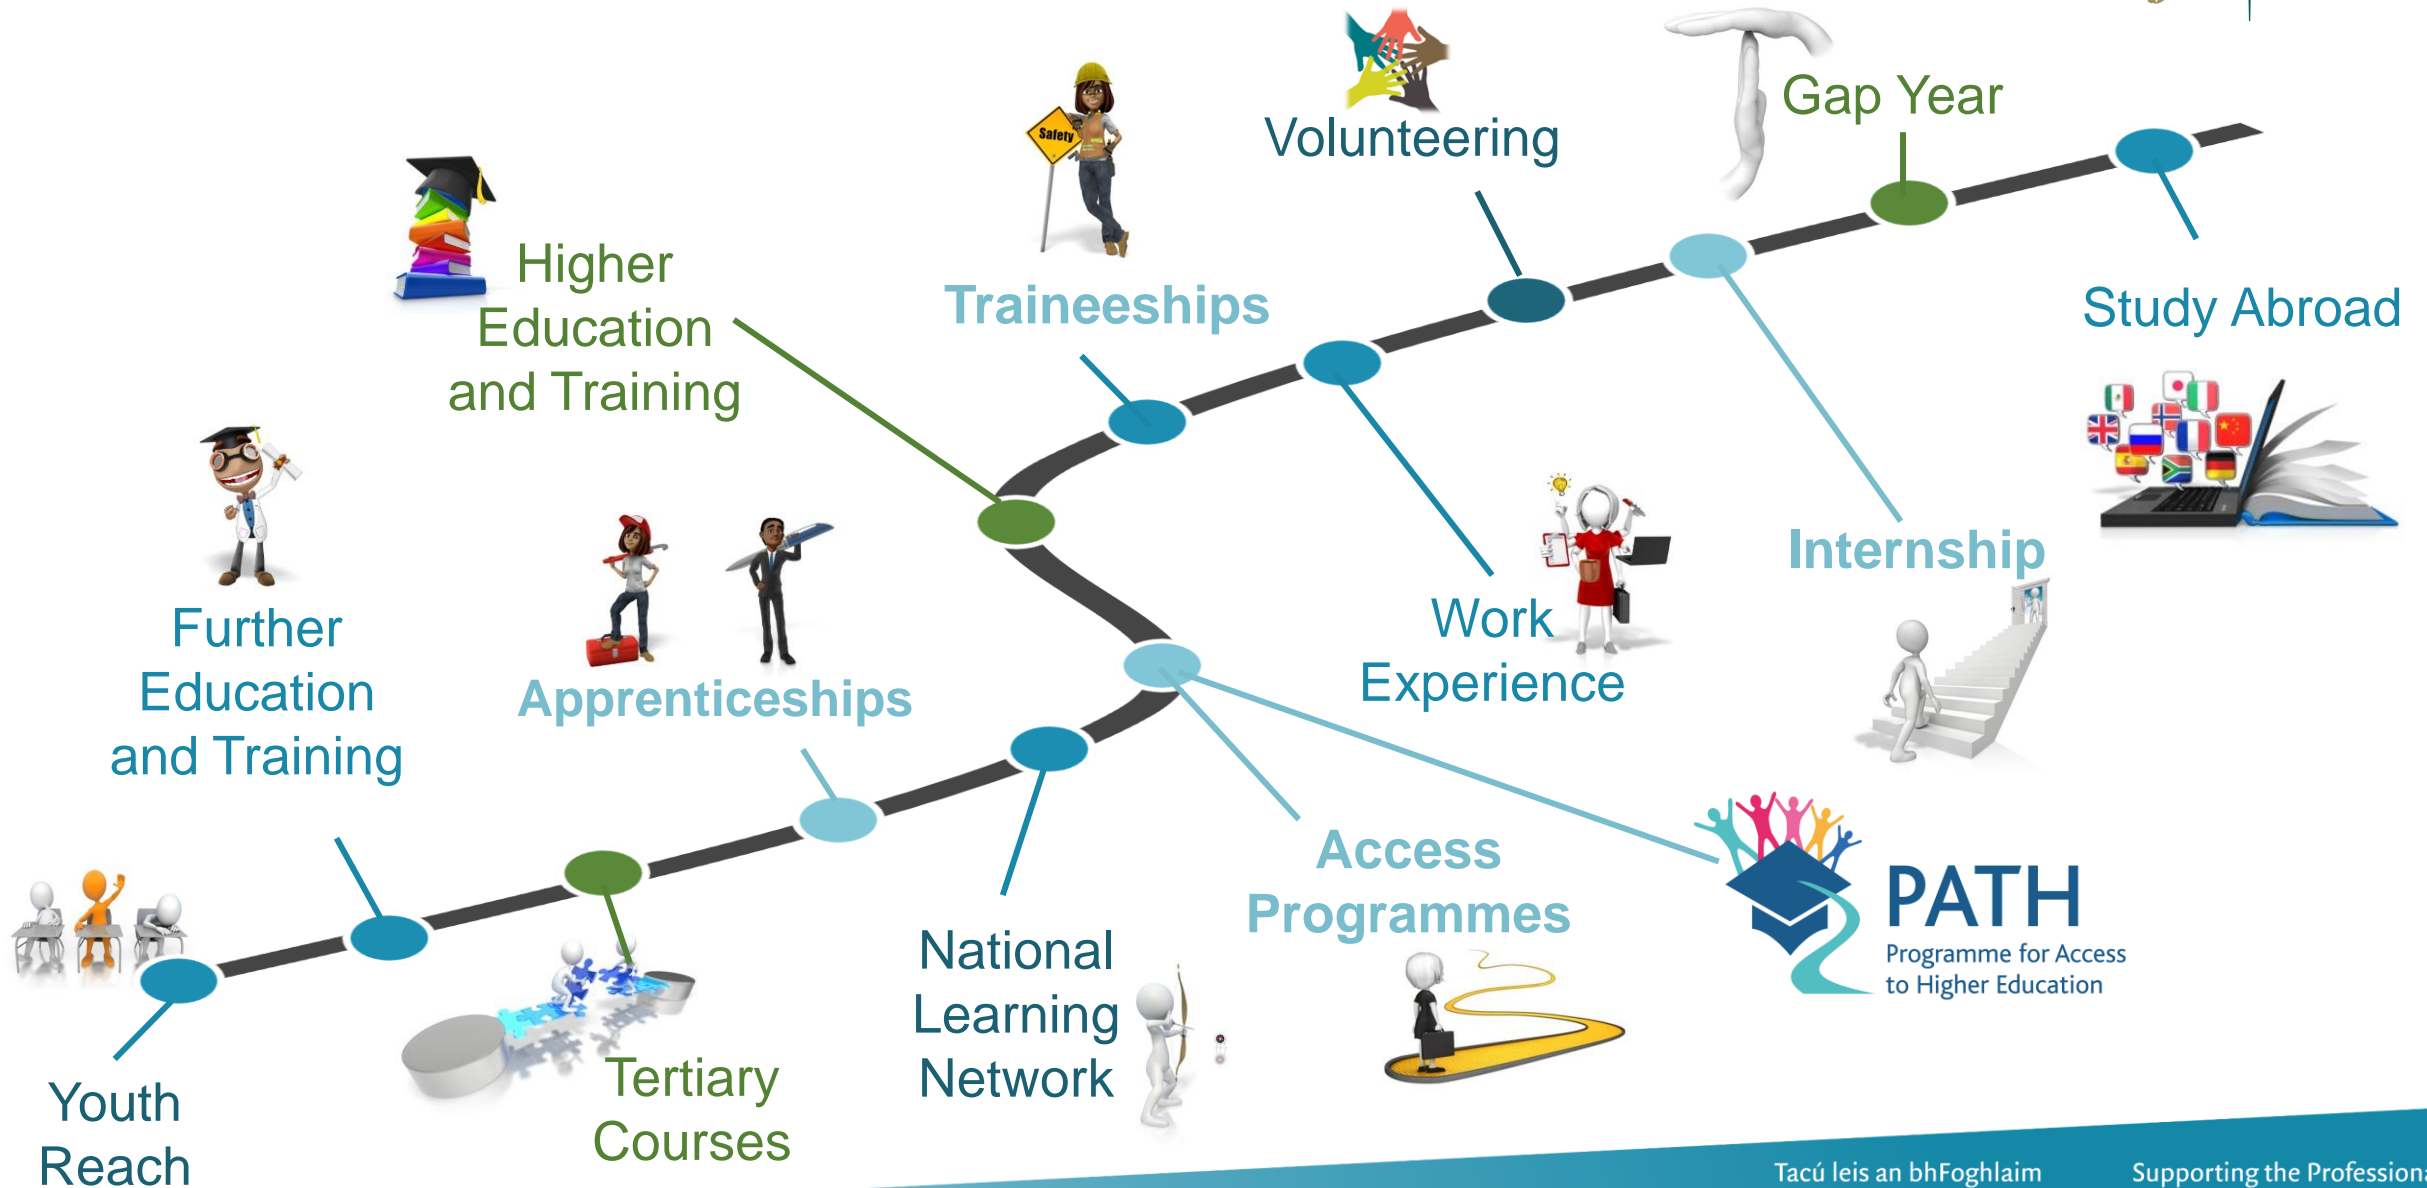 Volunteering
Gap Year
Safety
Higher
Education
and Training
Traineeships
Study Abroad
Internship
Further
Education
and Training
Apprenticeships
Work
Experience
Access
Programmes
PATH
Programme for Access
to Higher Education
National
Learning
Network
Tertiary
Courses
Youth
Reach
Tacú leis an bhFoghlaim
Supporting the Professional